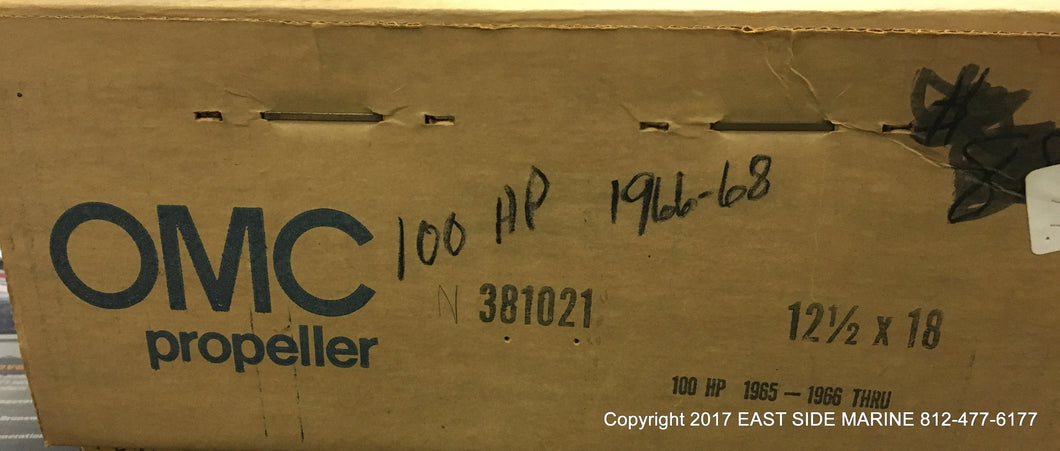 100 HP 1966-68
OMC
propeller
N 381021
12½ x 18
100 HP 1965 — 1966 THRU
Copyright 2017 EAST SIDE MARINE 812-477-6177